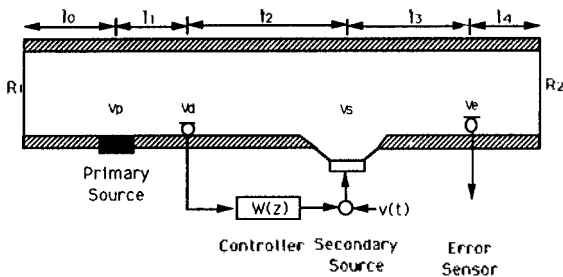 l0 l1 l2 l3 l4
R1 Vp Vd Vs Ve R2
Primary
Source
W(z) v(t)
Controller Secondary Error
Source Sensor